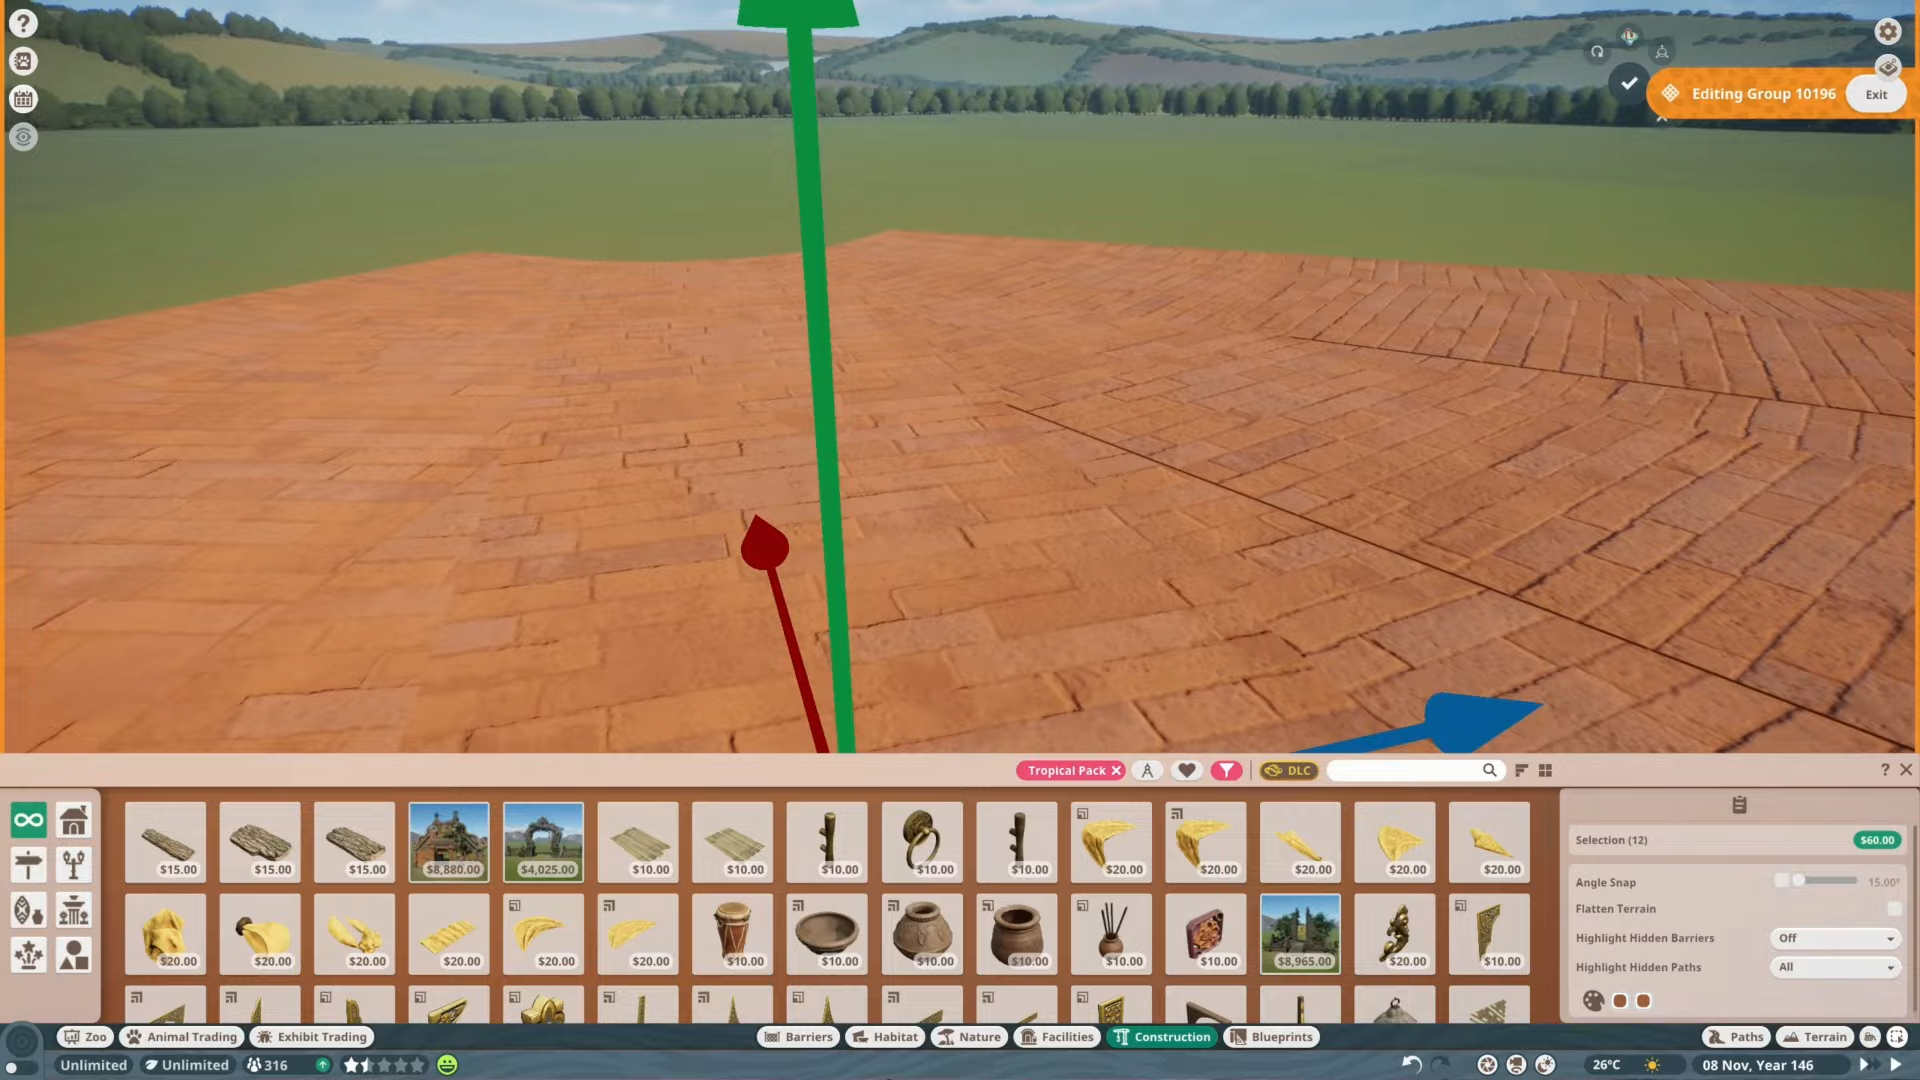 ?
Editing Group 10196 Exit
Tropical Pack DLC ?
$15.00 $15.00 $15.00 $8,880.00 $4,025.00 $10.00 $10.00 $10.00 $10.00 $10.00 $20.00 $20.00 $20.00 $20.00 $20.00
$20.00 $20.00 $20.00 $20.00 $20.00 $20.00 $10.00 $10.00 $10.00 $10.00 $10.00 $10.00 $8,965.00 $20.00 $10.00
Selection (12) $60.00
Angle Snap 15.00°
Flatten Terrain
Highlight Hidden Barriers Off
Highlight Hidden Paths All
Zoo Animal Trading Exhibit Trading Barriers Habitat Nature Facilities Construction Blueprints Paths Terrain
Unlimited Unlimited 316 26°C 08 Nov, Year 146